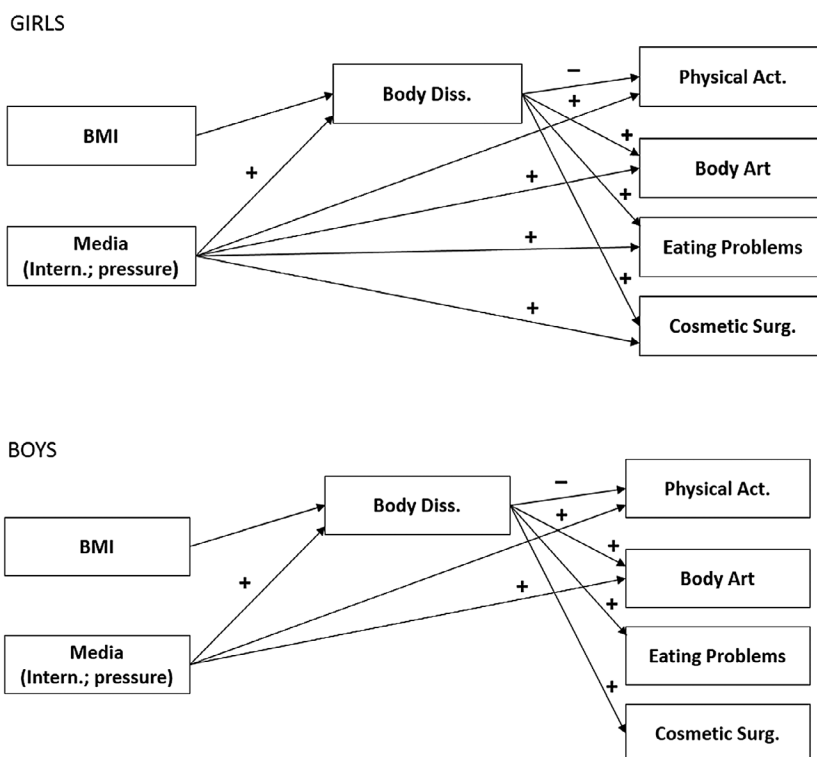 GIRLS
Body Diss.
Physical Act.
BMI
Body Art
Media
(Intern.; pressure)
Eating Problems
Cosmetic Surg.
–
+
+
+
+
+
+
+
+
BOYS
Body Diss.
Physical Act.
BMI
Body Art
Media
(Intern.; pressure)
Eating Problems
Cosmetic Surg.
–
+
+
+
+
+
+